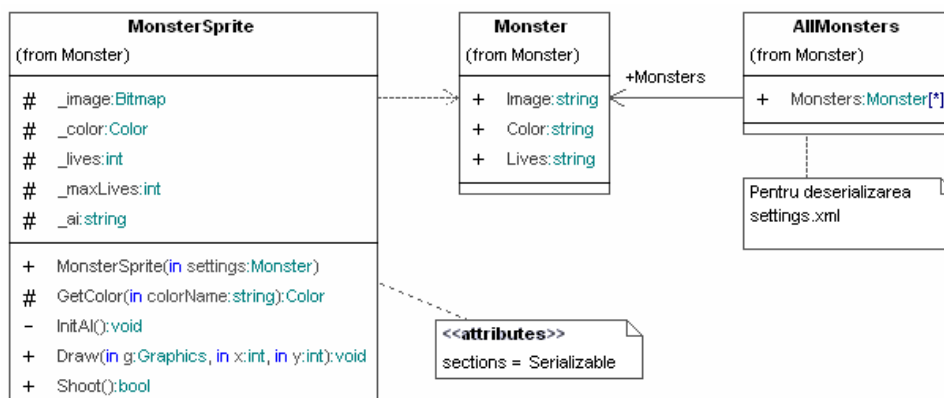 MonsterSprite
(from Monster)
# _image:Bitmap
# _color:Color
# _lives:int
# _maxLives:int
# _ai:string
+ MonsterSprite(in settings:Monster)
# GetColor(in colorName:string):Color
- InitAI():void
+ Draw(in g:Graphics, in x:int, in y:int):void
+ Shoot():bool
Monster
(from Monster)
+ Image:string
+ Color:string
+ Lives:string
+Monsters
AllMonsters
(from Monster)
+ Monsters:Monster[*]
Pentru deserializarea
settings.xml
<<attributes>>
sections = Serializable